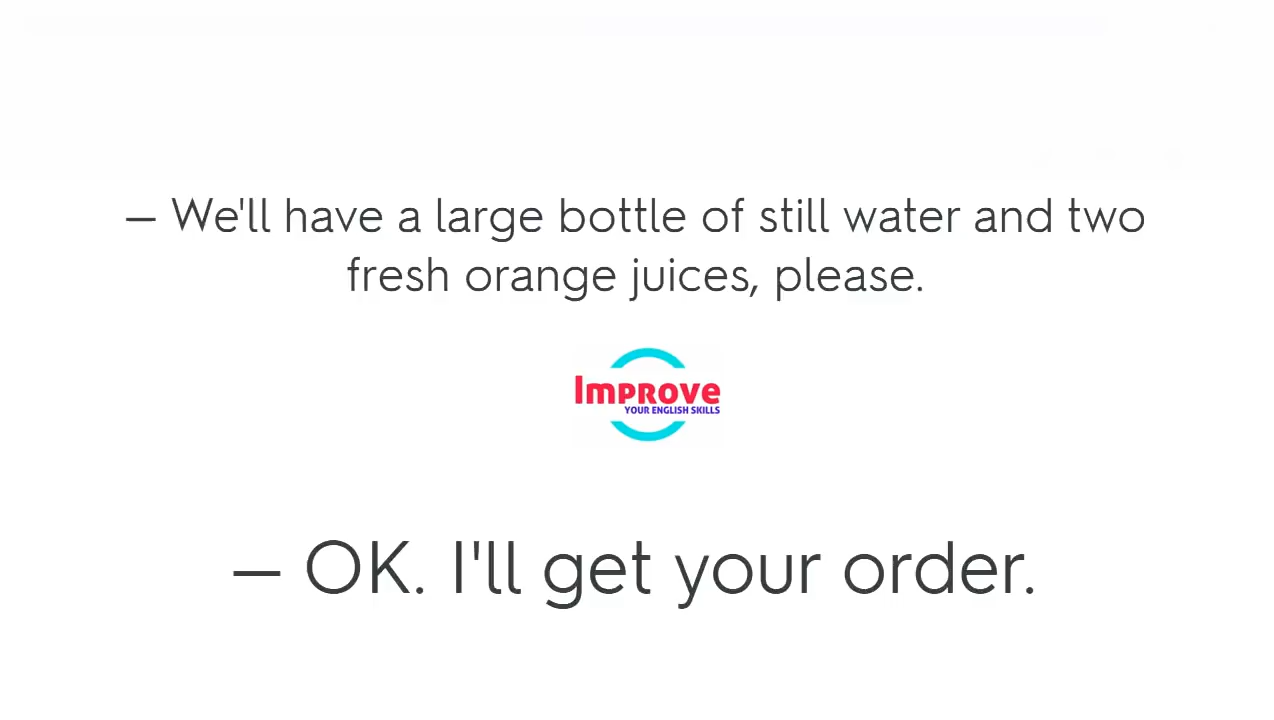 – We'll have a large bottle of still water and two
fresh orange juices, please.
Improve
YOUR ENGLISH SKILLS
– OK. I'll get your order.